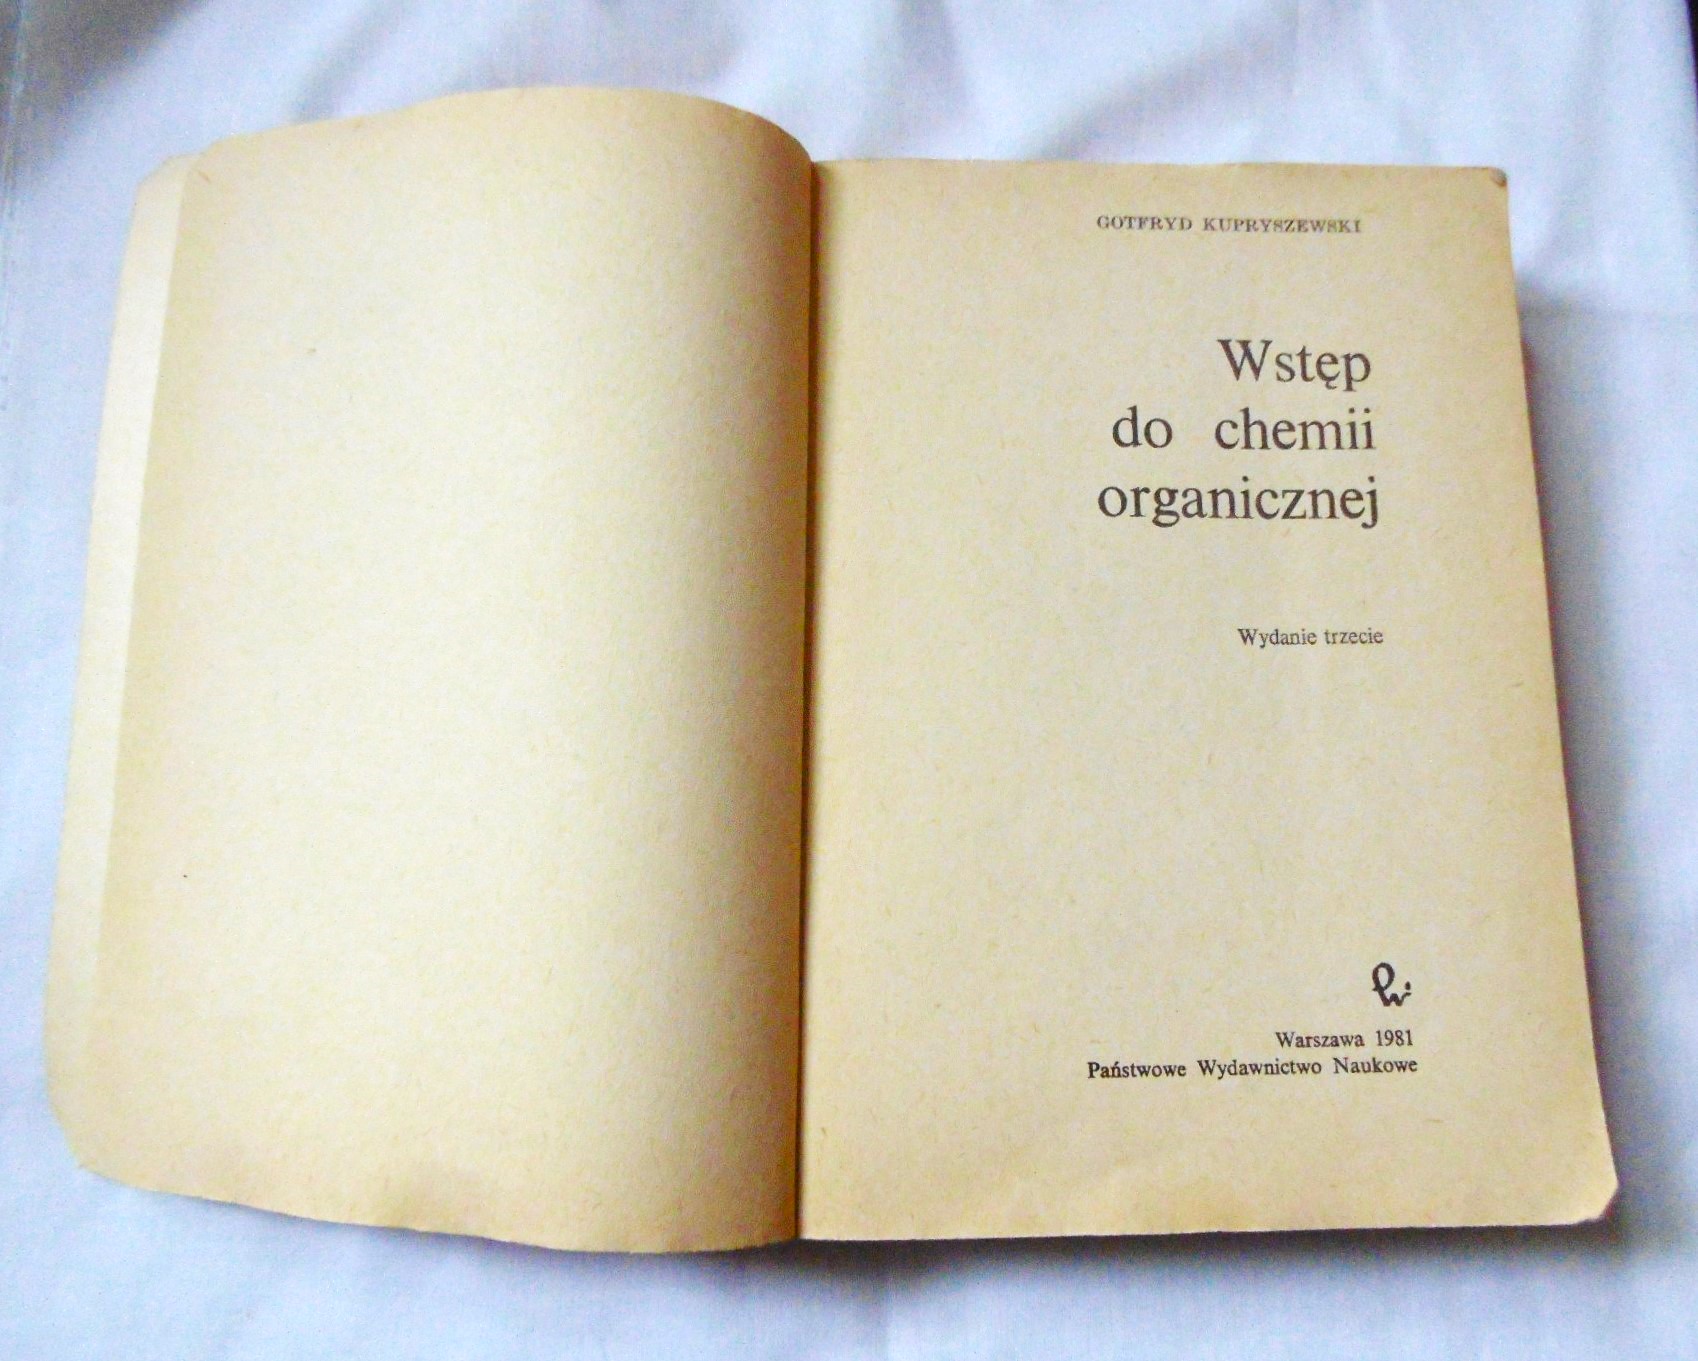 GOTFRYD KUPRYSZEWSKI
Wstęp
do chemii
organicznej
Wydanie trzecie
Warszawa 1981
Państwowe Wydawnictwo Naukowe